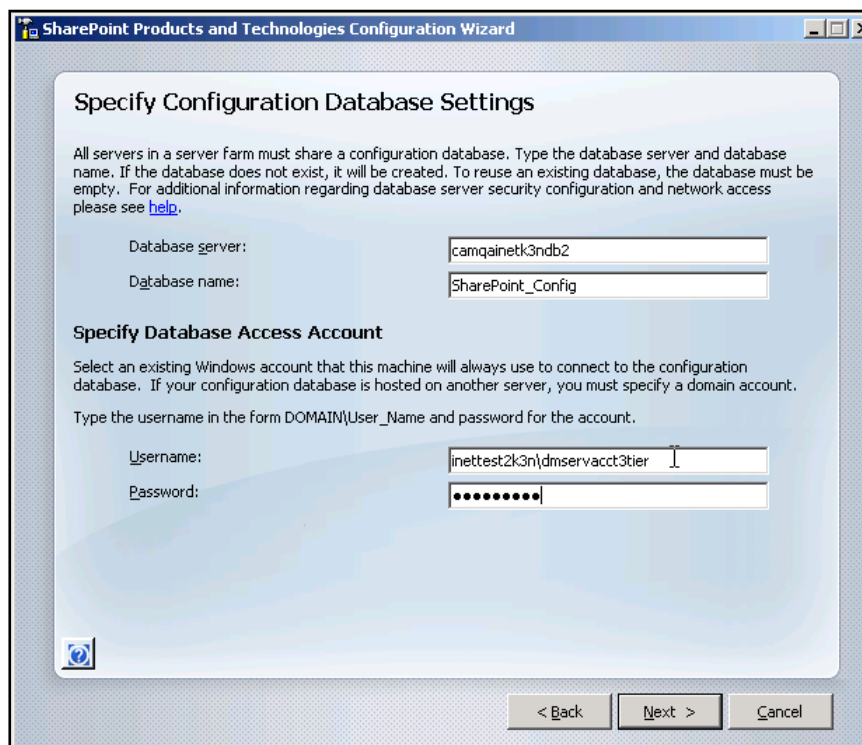 SharePoint Products and Technologies Configuration Wizard
Specify Configuration Database Settings
All servers in a server farm must share a configuration database. Type the database server and database
name. If the database does not exist, it will be created. To reuse an existing database, the database must be
empty. For additional information regarding database server security configuration and network access
please see help.
Database server:
camqainetk3ndb2
Database name:
SharePoint_Config
Specify Database Access Account
Select an existing Windows account that this machine will always use to connect to the configuration
database. If your configuration database is hosted on another server, you must specify a domain account.
Type the username in the form DOMAIN\User_Name and password for the account.
Username:
inettest2k3n\dmservacct3tier
Password:
●●●●●●●●●
< Back
Next >
Cancel